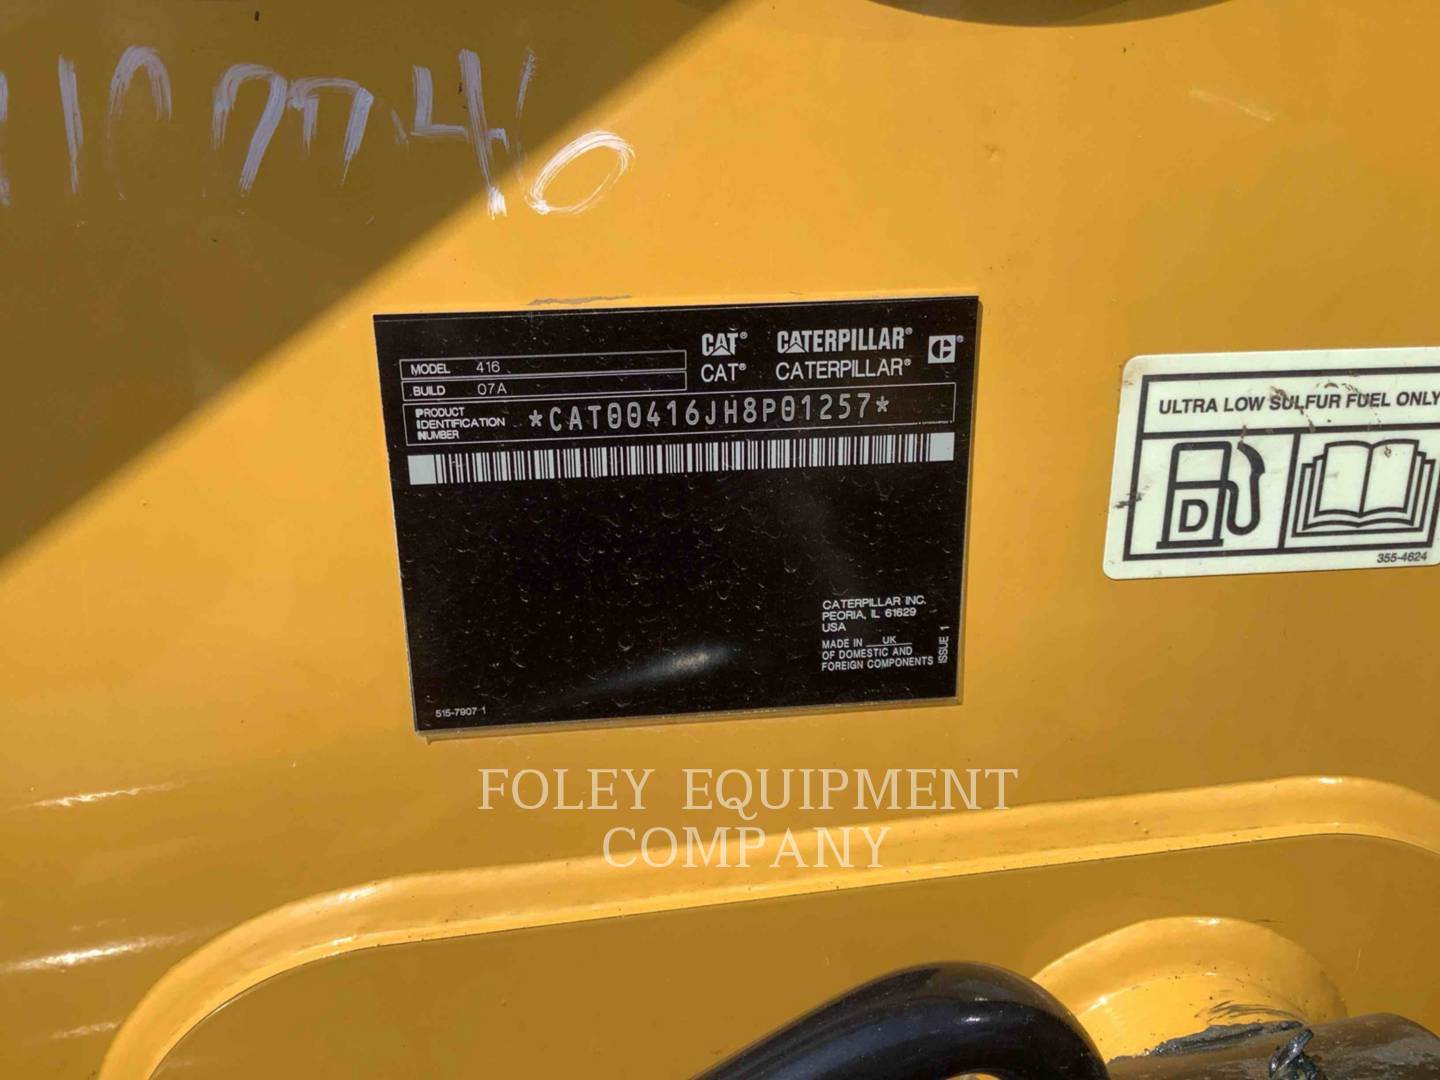 CAT® CATERPILLAR®
CAT® CATERPILLAR®
MODEL 416
BUILD 07A
PRODUCT IDENTIFICATION NUMBER *CAT00416JH8P01257*
CATERPILLAR INC.
PEORIA, IL 61629
USA
MADE IN UK
OF DOMESTIC AND
FOREIGN COMPONENTS
ISSUE 1
515-7907 1
ULTRA LOW SULFUR FUEL ONLY
D
355-4624
FOLEY EQUIPMENT
COMPANY